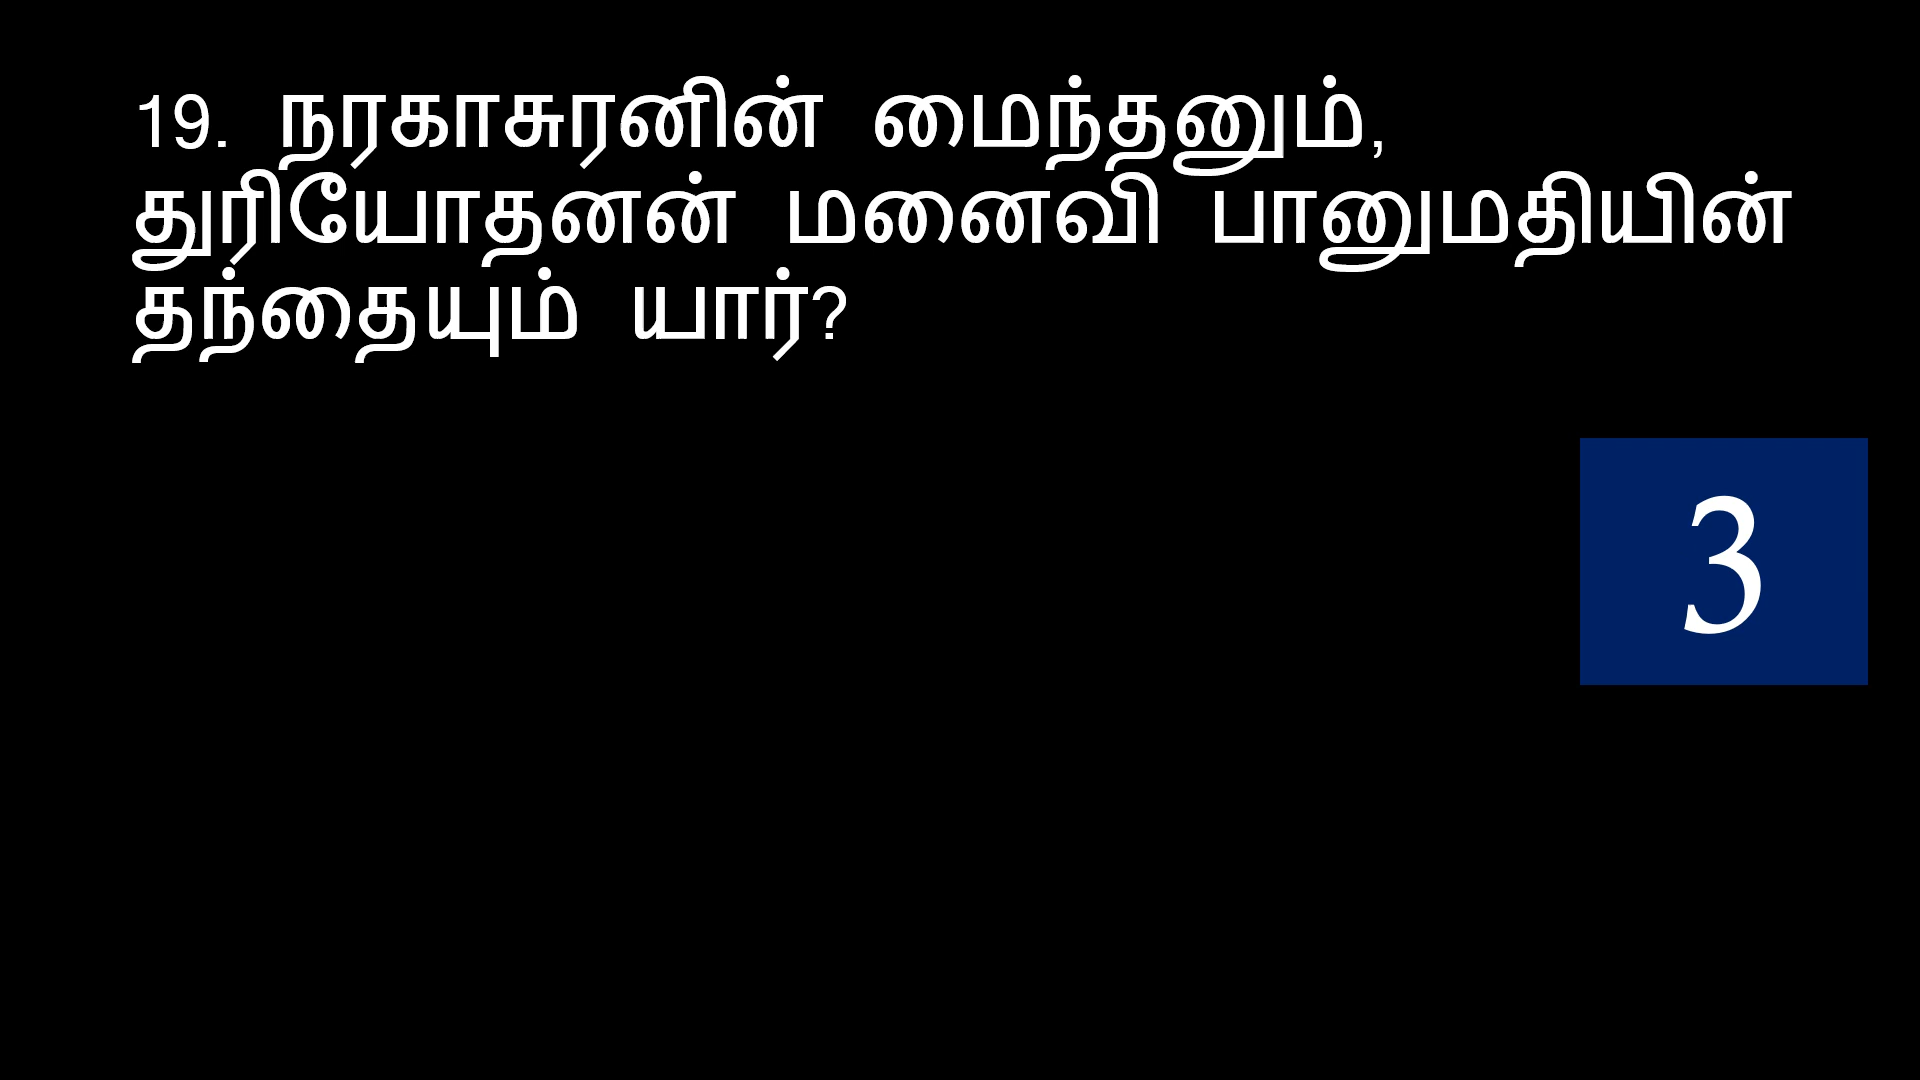 19. நரகாசுரனின் மைந்தனும்,
துரியோதனன் மனைவி பானுமதியின்
தந்தையும் யார்?
3